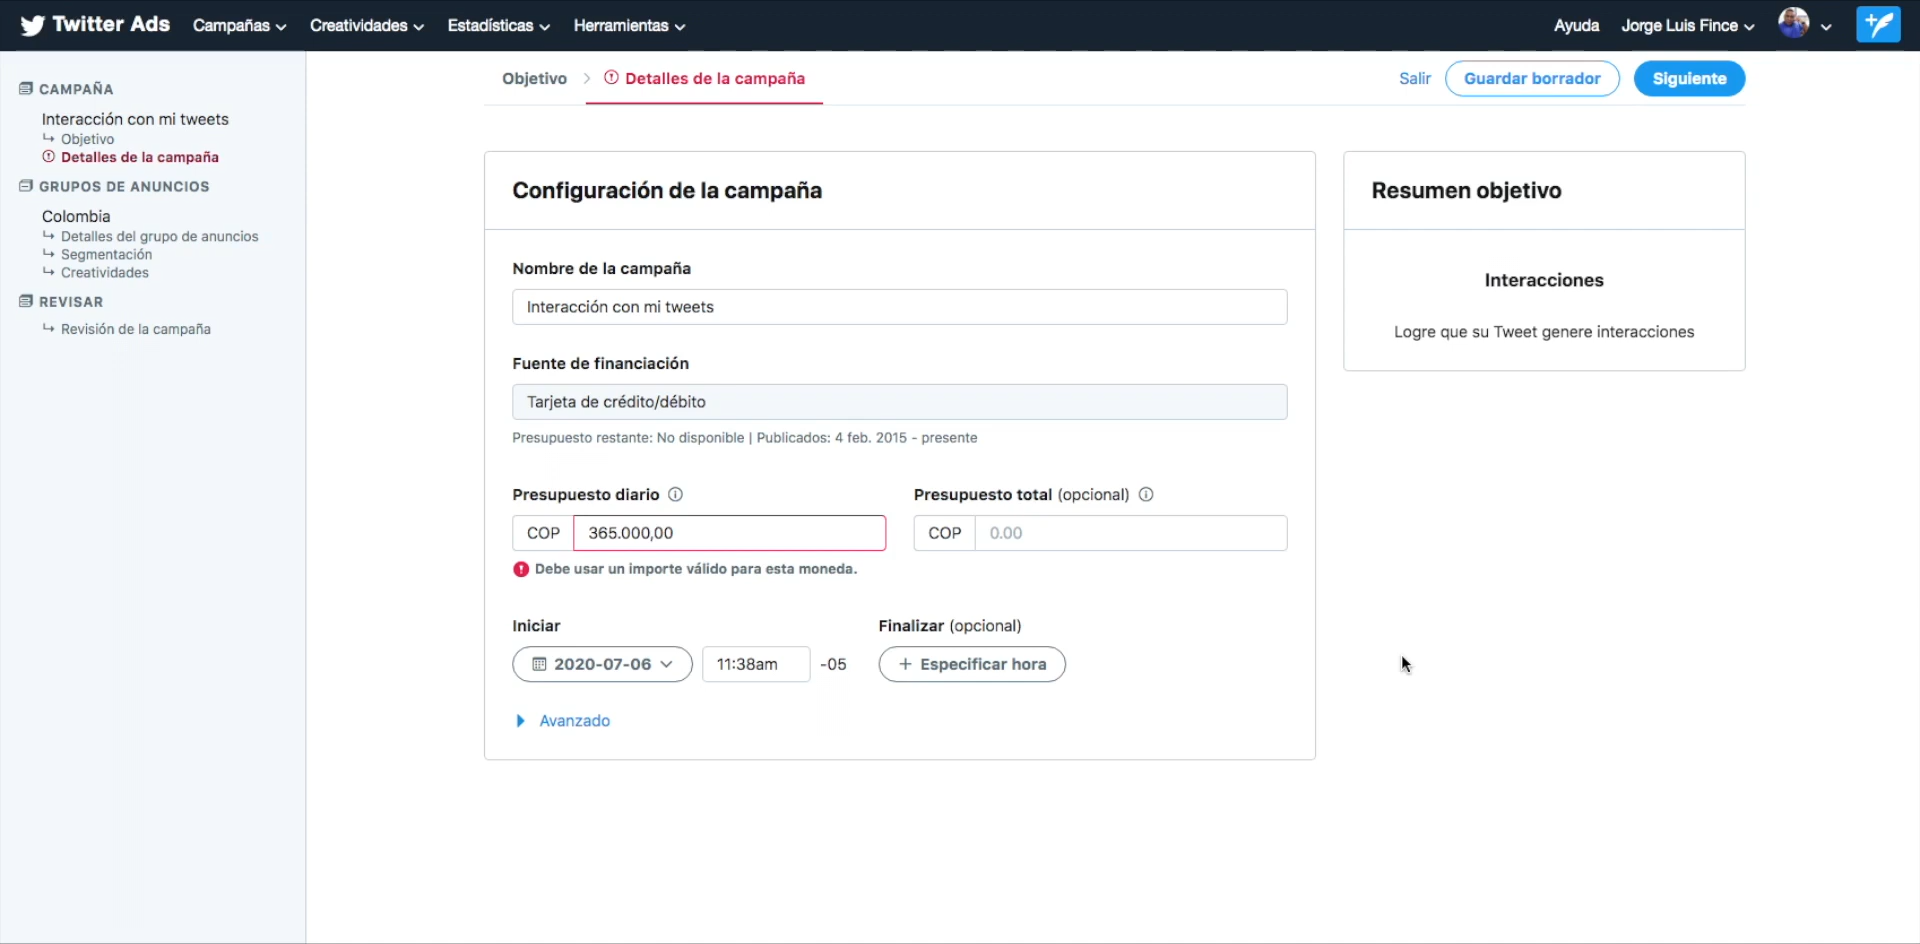 Twitter Ads Campañas Creatividades Estadísticas Herramientas Ayuda Jorge Luis Fince
CAMPAÑA
Interacción con mi tweets
Objetivo
Detalles de la campaña
GRUPOS DE ANUNCIOS
Colombia
Detalles del grupo de anuncios
Segmentación
Creatividades
REVISAR
Revisión de la campaña
Objetivo Detalles de la campaña Salir Guardar borrador Siguiente
Configuración de la campaña
Nombre de la campaña
Interacción con mi tweets
Fuente de financiación
Tarjeta de crédito/débito
Presupuesto restante: No disponible | Publicados: 4 feb. 2015 - presente
Presupuesto diario Presupuesto total (opcional)
COP 365.000,00 COP 0.00
Debe usar un importe válido para esta moneda.
Iniciar Finalizar (opcional)
2020-07-06 11:38am -05 + Especificar hora
Avanzado
Resumen objetivo
Interacciones
Logre que su Tweet genere interacciones